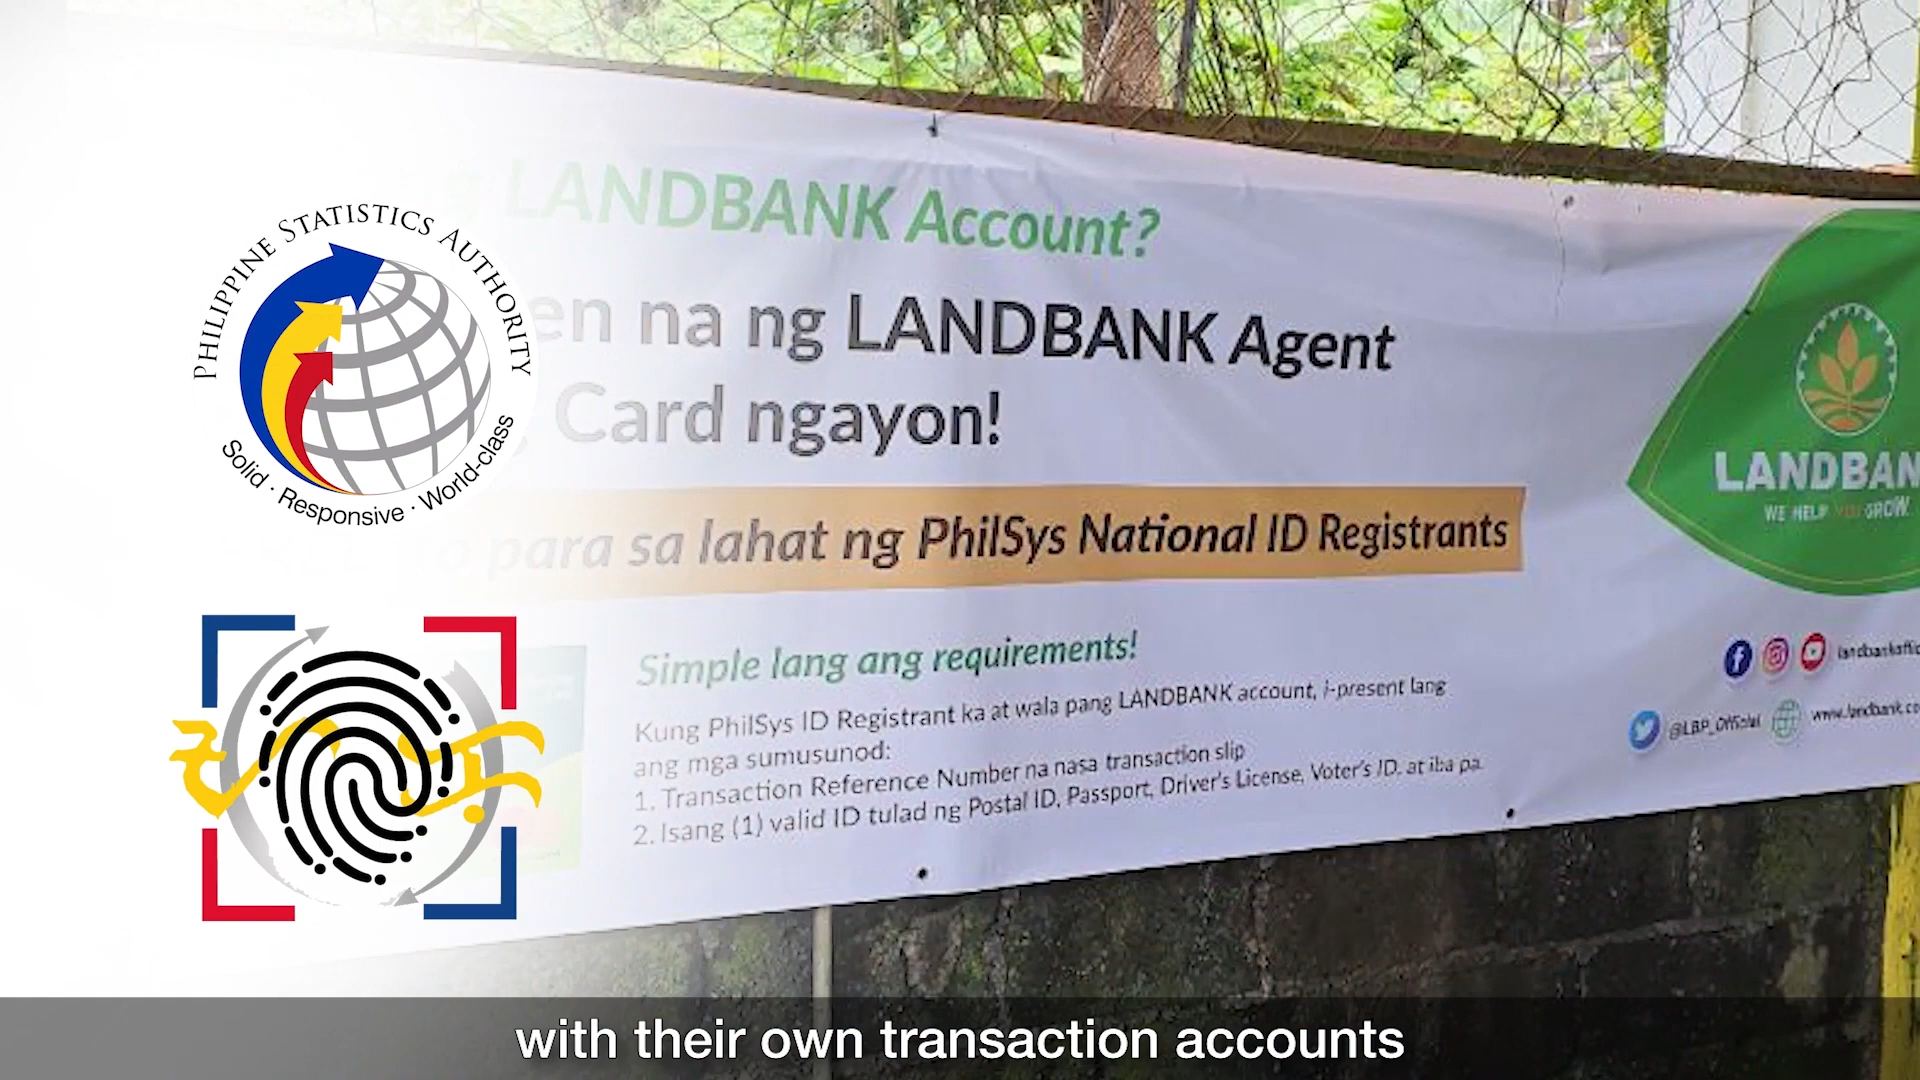 PHILIPPINE STATISTICS AUTHORITY
Solid · Responsive · World-class
LANDBANK Account?
na ng LANDBANK Agent
Card ngayon!
para sa lahat ng PhilSys National ID Registrants
Simple lang ang requirements!
Kung PhilSys ID Registrant ka at wala pang LANDBANK account, i-present lang
ang mga sumusunod:
1. Transaction Reference Number na nasa transaction slip
2. Isang (1) valid ID tulad ng Postal ID, Passport, Driver's License, Voter's ID, at iba pa.
LANDBAN
WE HELP YOU GROW
@LBP_Official
with their own transaction accounts